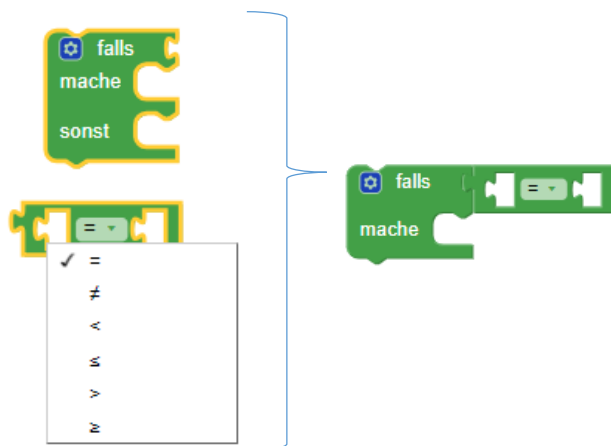 falls
mache
sonst
=
✓ =
≠
<
≤
>
≥
falls
=
mache